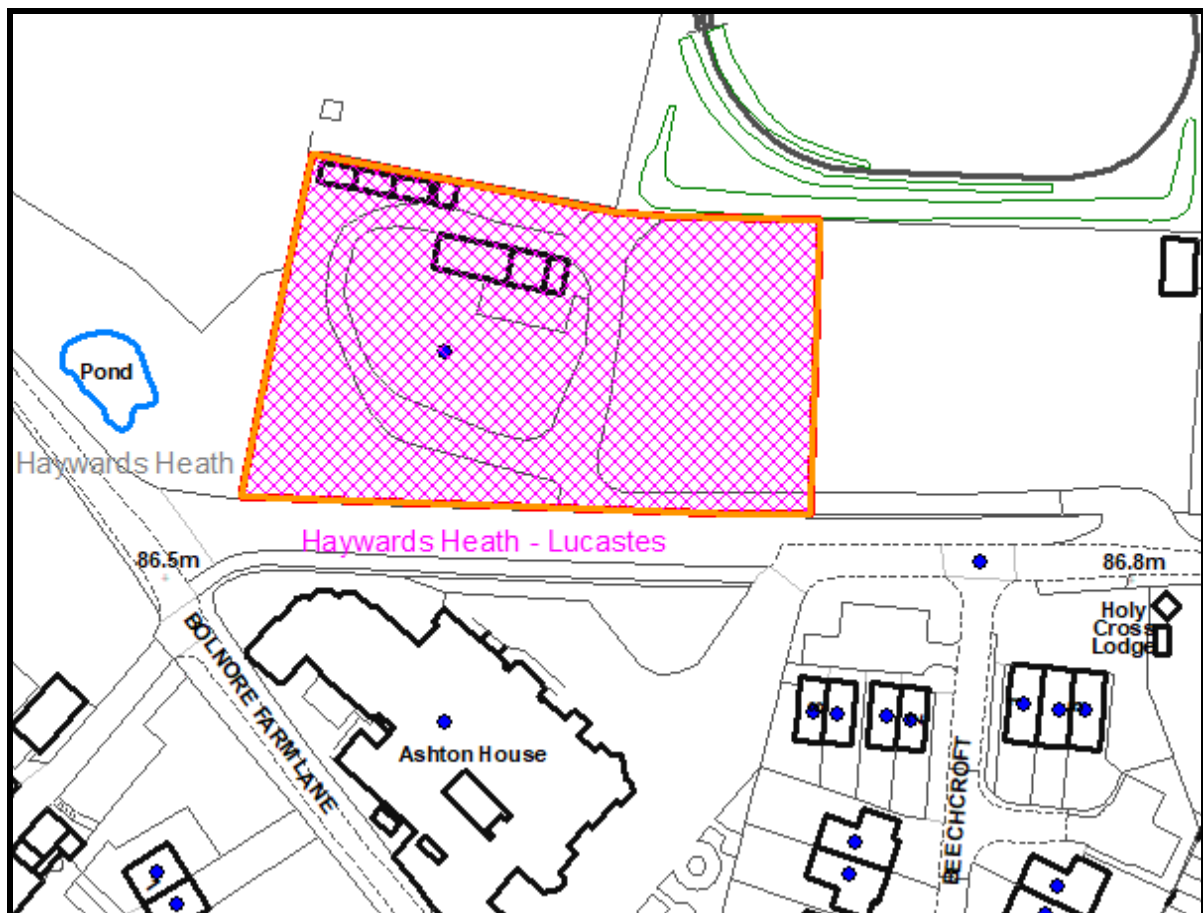 Pond
Haywards Heath
Haywards Heath - Lucastes
86.5m
86.8m
Holy
Cross
Lodge
BOLNORE FARM LANE
Ashton House
BEECHCROFT